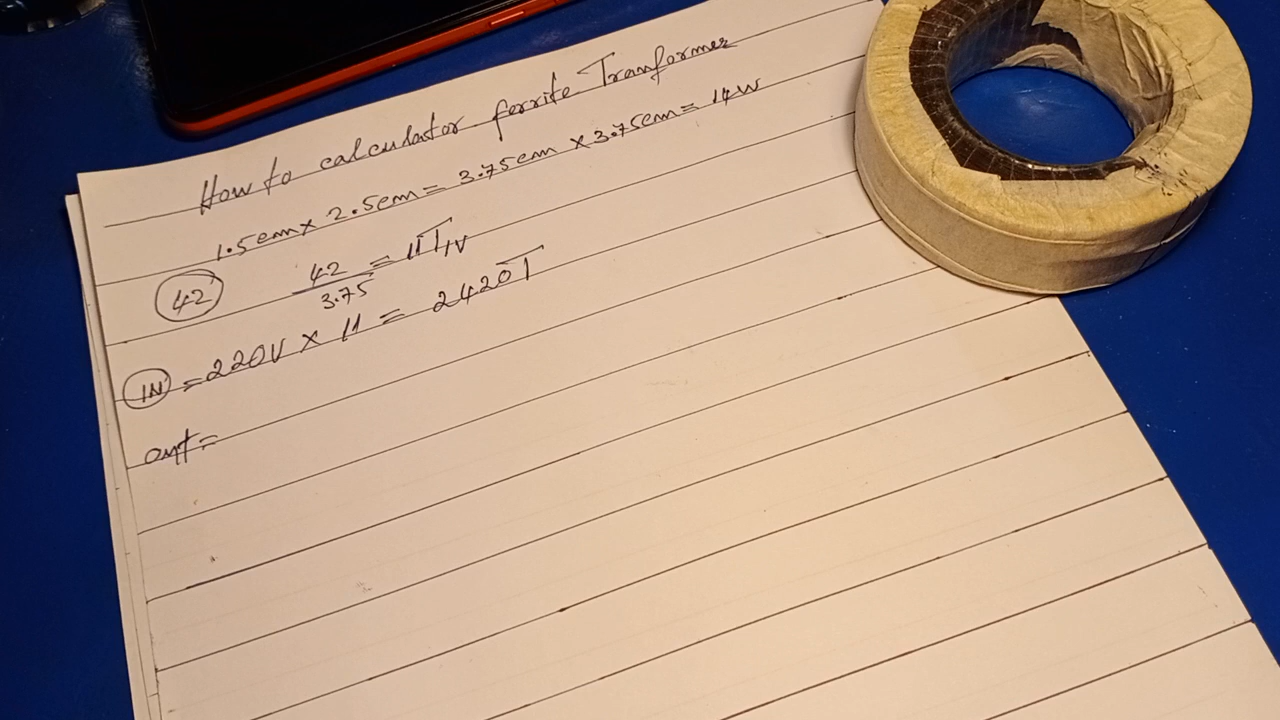 How to calculator ferrite Tranformer
1.5cm x 2.5cm = 3.75cm x 3.75cm = 14W
42 42/3.75 = 11T/V
IN = 220V x 11 = 2420T
out =